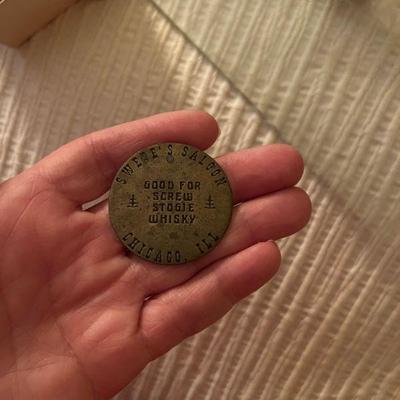 SWEDE'S SALOON
GOOD FOR
SCREW
STOGIE
WHISKY
CHICAGO, ILL